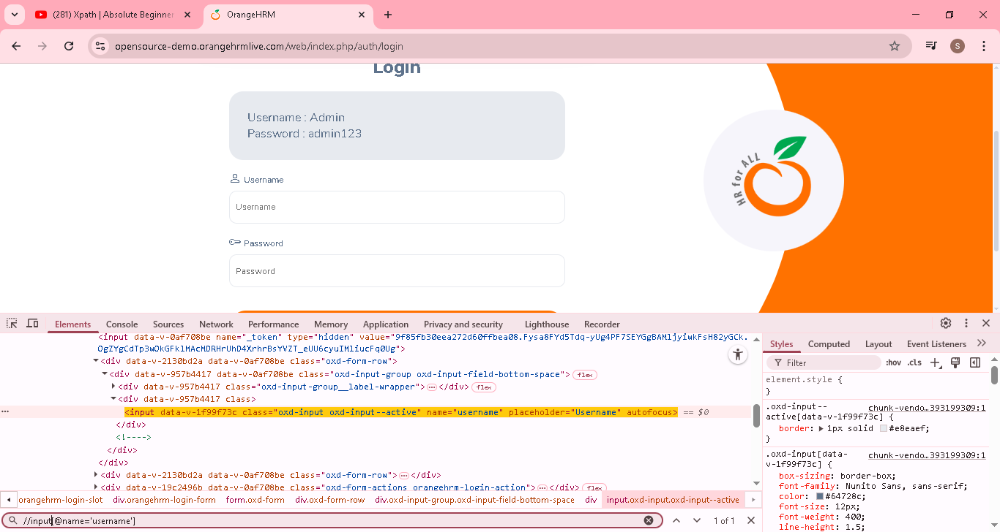 (281) Xpath | Absolute Beginner
OrangeHRM
opensource-demo.orangehrmlive.com/web/index.php/auth/login
S
Login
Username : Admin
Password : admin123
Username
Username
Password
Password
HR for ALL
Elements Console Sources Network Performance Memory Application Privacy and security Lighthouse Recorder
<input data-v-0af708be name="_token" type="hidden" value="9f85fb30eea272d60ffbea08.Fysa8FYd5Tdq-yUg4PF7SEYGgBAMljyiwkFsH82yGCk.
OgZYgCdTp3wOkGFklMAcMDRHrUhD4XrhrBsYVZT_eUU6cyuIMliucFq0Ug">
<div data-v-2130bd2a data-v-0af708be class="oxd-form-row">
<div data-v-957b4417 data-v-0af708be class="oxd-input-group oxd-input-field-bottom-space"> flex
<div data-v-957b4417 class="oxd-input-group__label-wrapper"> ⋯ </div> flex
<div data-v-957b4417 class>
<input data-v-1f99f73c class="oxd-input oxd-input--active" name="username" placeholder="Username" autofocus> == $0
</div>
<!---->
</div>
</div>
<div data-v-2130bd2a data-v-0af708be class="oxd-form-row"> ⋯ </div>
<div data-v-19c2496b data-v-0af708be class="oxd-form-actions orangehrm-login-action"> ⋯ </div> flex
orangehrm-login-slot div.orangehrm-login-form form.oxd-form div.oxd-form-row div.oxd-input-group.oxd-input-field-bottom-space div input.oxd-input.oxd-input--active
//input[@name='username']
1 of 1
Styles Computed Layout Event Listeners
Filter
:hov .cls
element.style {
}
.oxd-input-- chunk-vendo…393199309:1
active[data-v-1f99f73c] {
border: 1px solid #e8eaef;
}
.oxd-input[data- chunk-vendo…393199309:1
v-1f99f73c] {
box-sizing: border-box;
font-family: Nunito Sans, sans-serif;
color: #64728c;
font-size: 12px;
font-weight: 400;
line-height: 1.5;